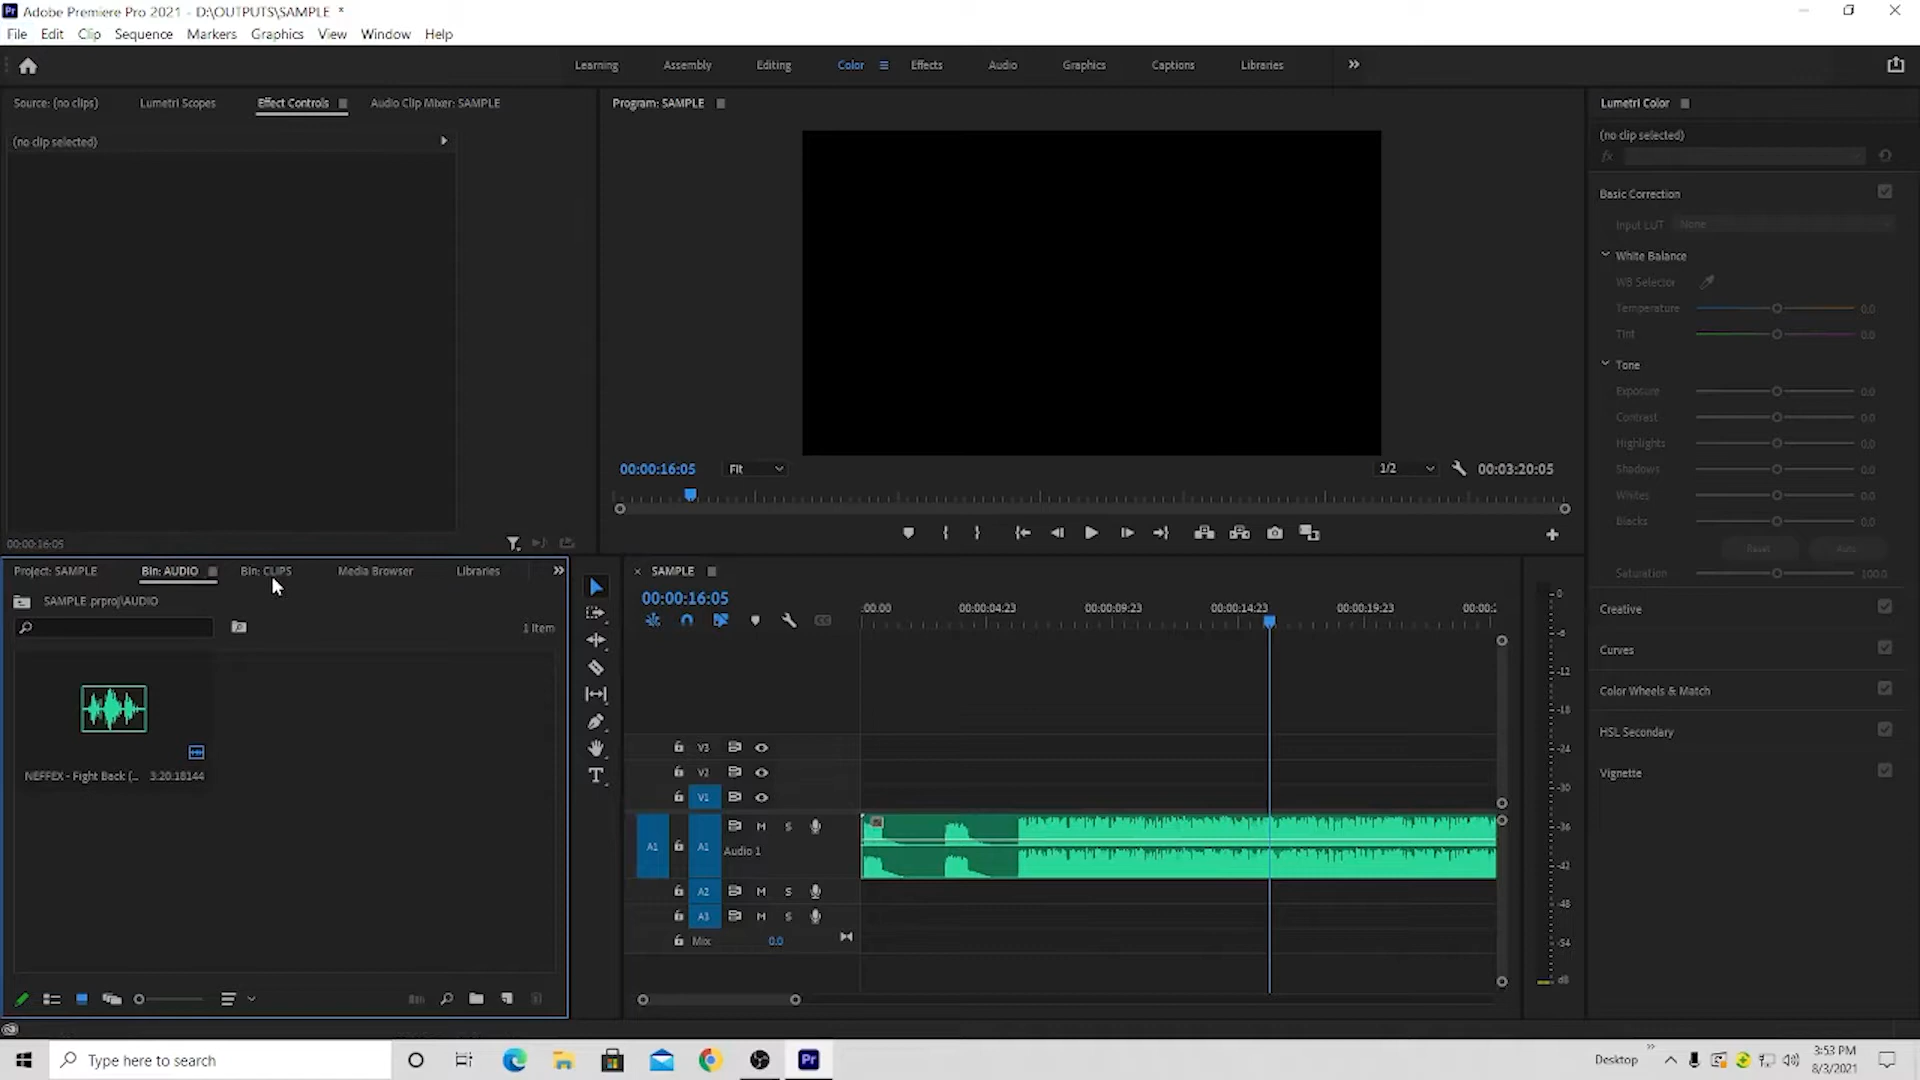 Adobe Premiere Pro 2021 - D:\OUTPUTS\SAMPLE *
File Edit Clip Sequence Markers Graphics View Window Help
Learning Assembly Editing Color Effects Audio Graphics Captions Libraries
Source: (no clips) Lumetri Scopes Effect Controls Audio Clip Mixer: SAMPLE
(no clip selected)
00:00:16:05
Program: SAMPLE
00:00:16:05 Fit 1/2 00:03:20:05
Lumetri Color
(no clip selected)
fx
Basic Correction
Input LUT None
White Balance
WB Selector
Temperature 0.0
Tint 0.0
Tone
Exposure 0.0
Contrast 0.0
Highlights 0.0
Shadows 0.0
Whites 0.0
Blacks 0.0
Reset Auto
Saturation 100.0
Creative
Curves
Color Wheels & Match
HSL Secondary
Vignette
Project: SAMPLE Bin: AUDIO Bin: CLIPS Media Browser Libraries
SAMPLE.prproj\AUDIO
1 Item
NEFFEX - Fight Back (... 3:20:18144
SAMPLE
00:00:16:05
:00:00 00:00:04:23 00:00:09:23 00:00:14:23 00:00:19:23 00:00:2
V3
V2
V1
A1 A1 M S
Audio 1
A2 M S
A3 M S
Mix 0.0
0
-6
-12
-18
-24
-30
-36
-42
-48
-54
dB
Type here to search
Pr
Desktop
3:53 PM
8/3/2021